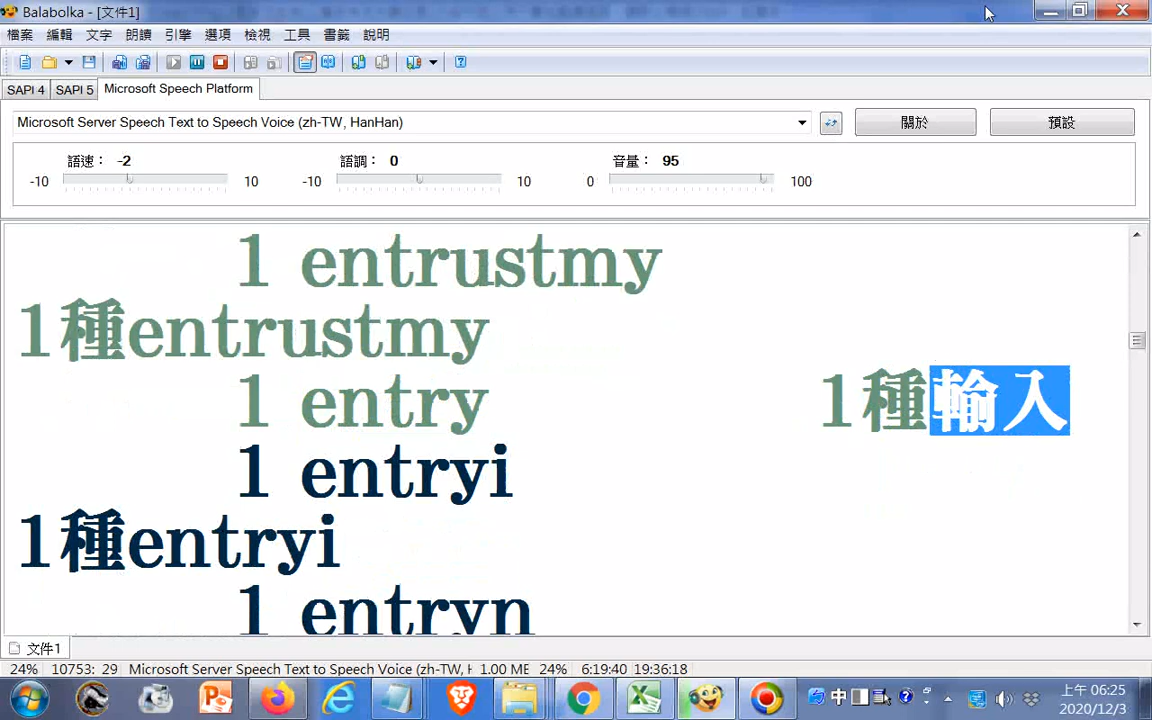 Balabolka - [文件1]
檔案 編輯 文字 朗讀 引擎 選項 檢視 工具 書籤 說明
SAPI 4 SAPI 5 Microsoft Speech Platform
Microsoft Server Speech Text to Speech Voice (zh-TW, HanHan) 關於 預設
語速： -2 語調： 0 音量： 95
-10 10 -10 10 0 100
1 entrustmy
1種entrustmy
1 entry 1種輸入
1 entryi
1種entryi
1 entryn
文件1
24% 10753: 29 Microsoft Server Speech Text to Speech Voice (zh-TW, H 1.00 ME 24% 6:19:40 19:36:18
中 上午 06:25
2020/12/3